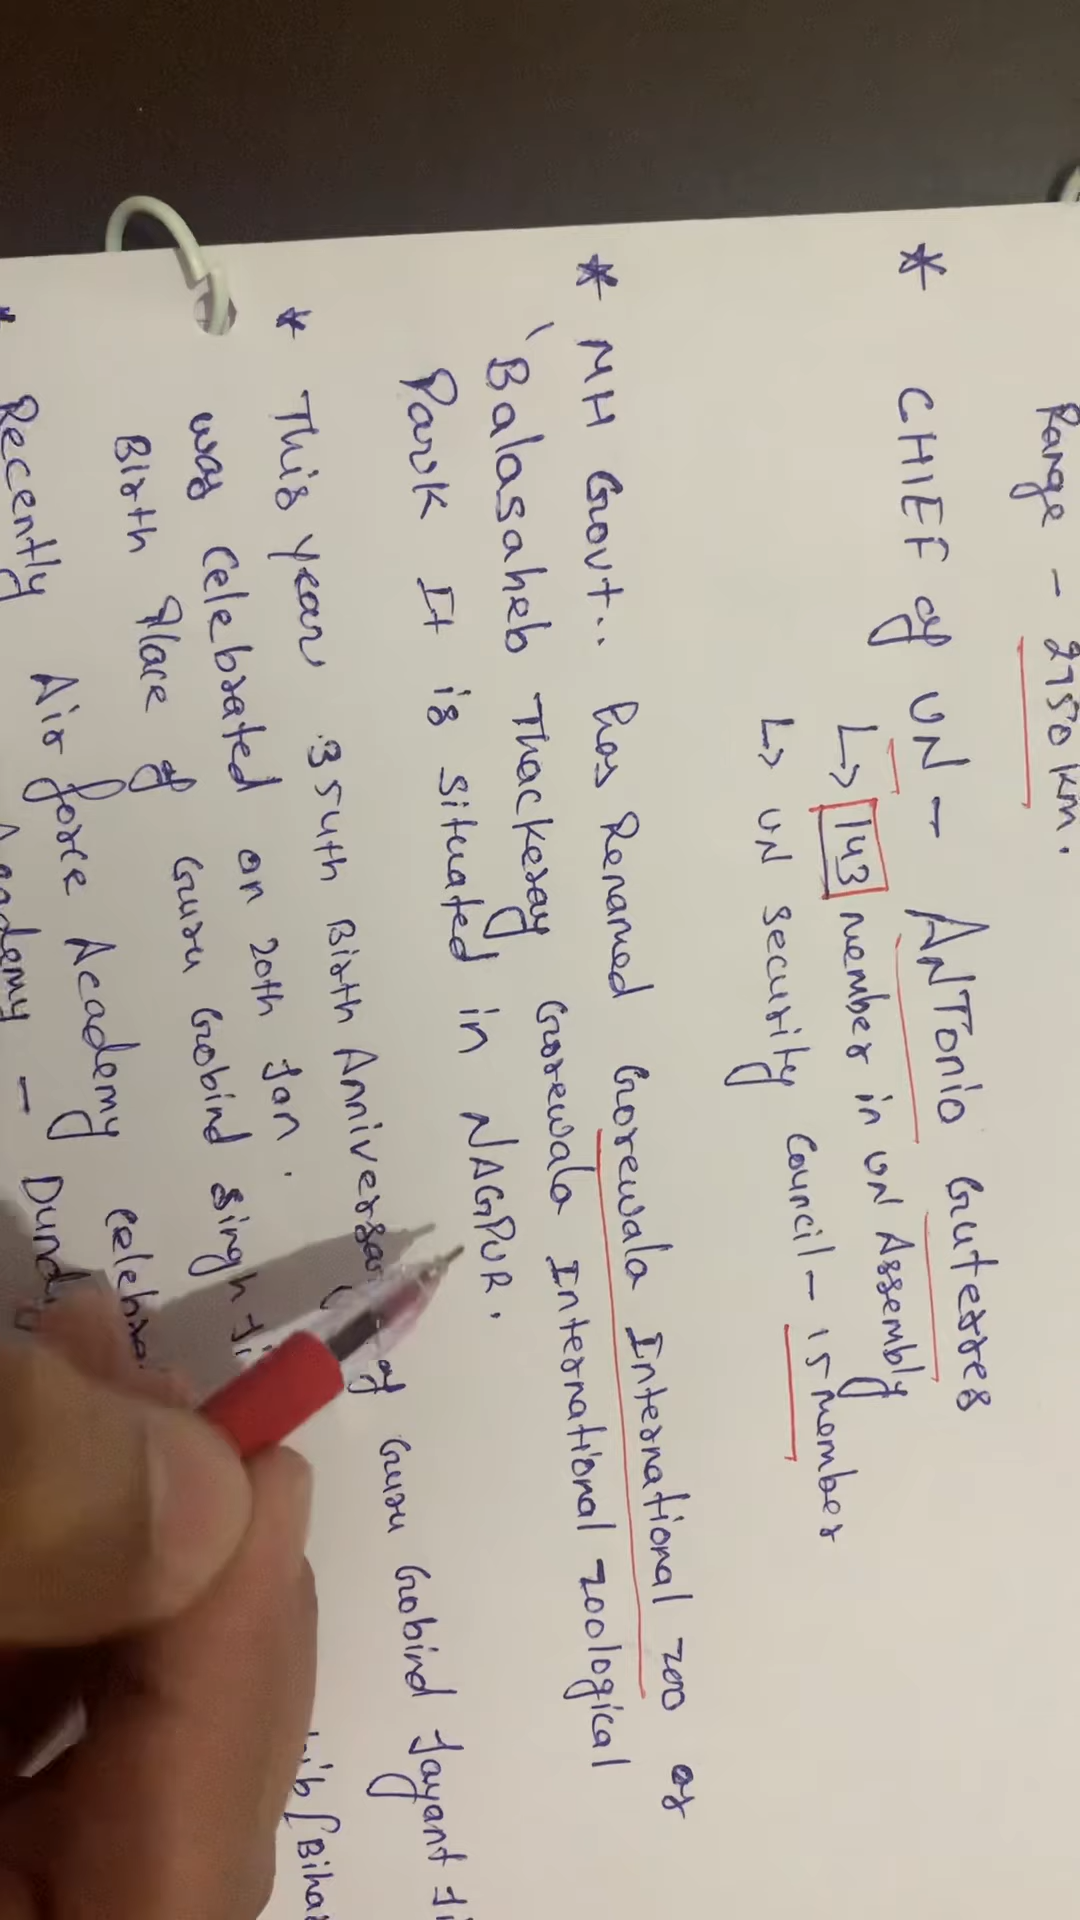 Range - 2750 km.
* CHIEF of UN - ANTonio Guterres
↳ 143 member in UN Assembly
↳ UN security council - 15 member
* MH Govt.. has Renamed Gorewala International zoo as
'Balasaheb Thackeray Gorewala International zoological
Park It is situated in NAGPUR.
* This year 354th Birth Anniversary of Guru Gobind Jayant
was celebrated on 20th Jan.
Birth Place of Guru Gobind singh Ji
Recently Air force Academy
- Dund